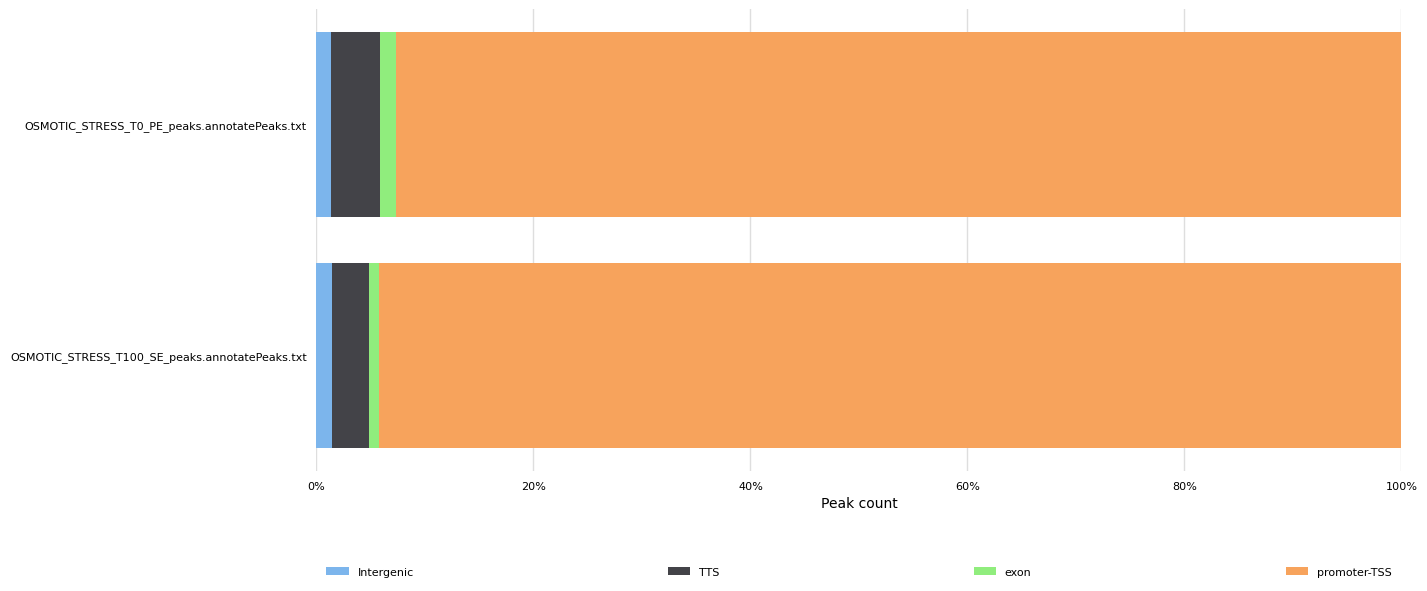 OSMOTIC_STRESS_T0_PE_peaks.annotatePeaks.txt
OSMOTIC_STRESS_T100_SE_peaks.annotatePeaks.txt
0% 20% 40% 60% 80% 100%
Peak count
Intergenic TTS exon promoter-TSS